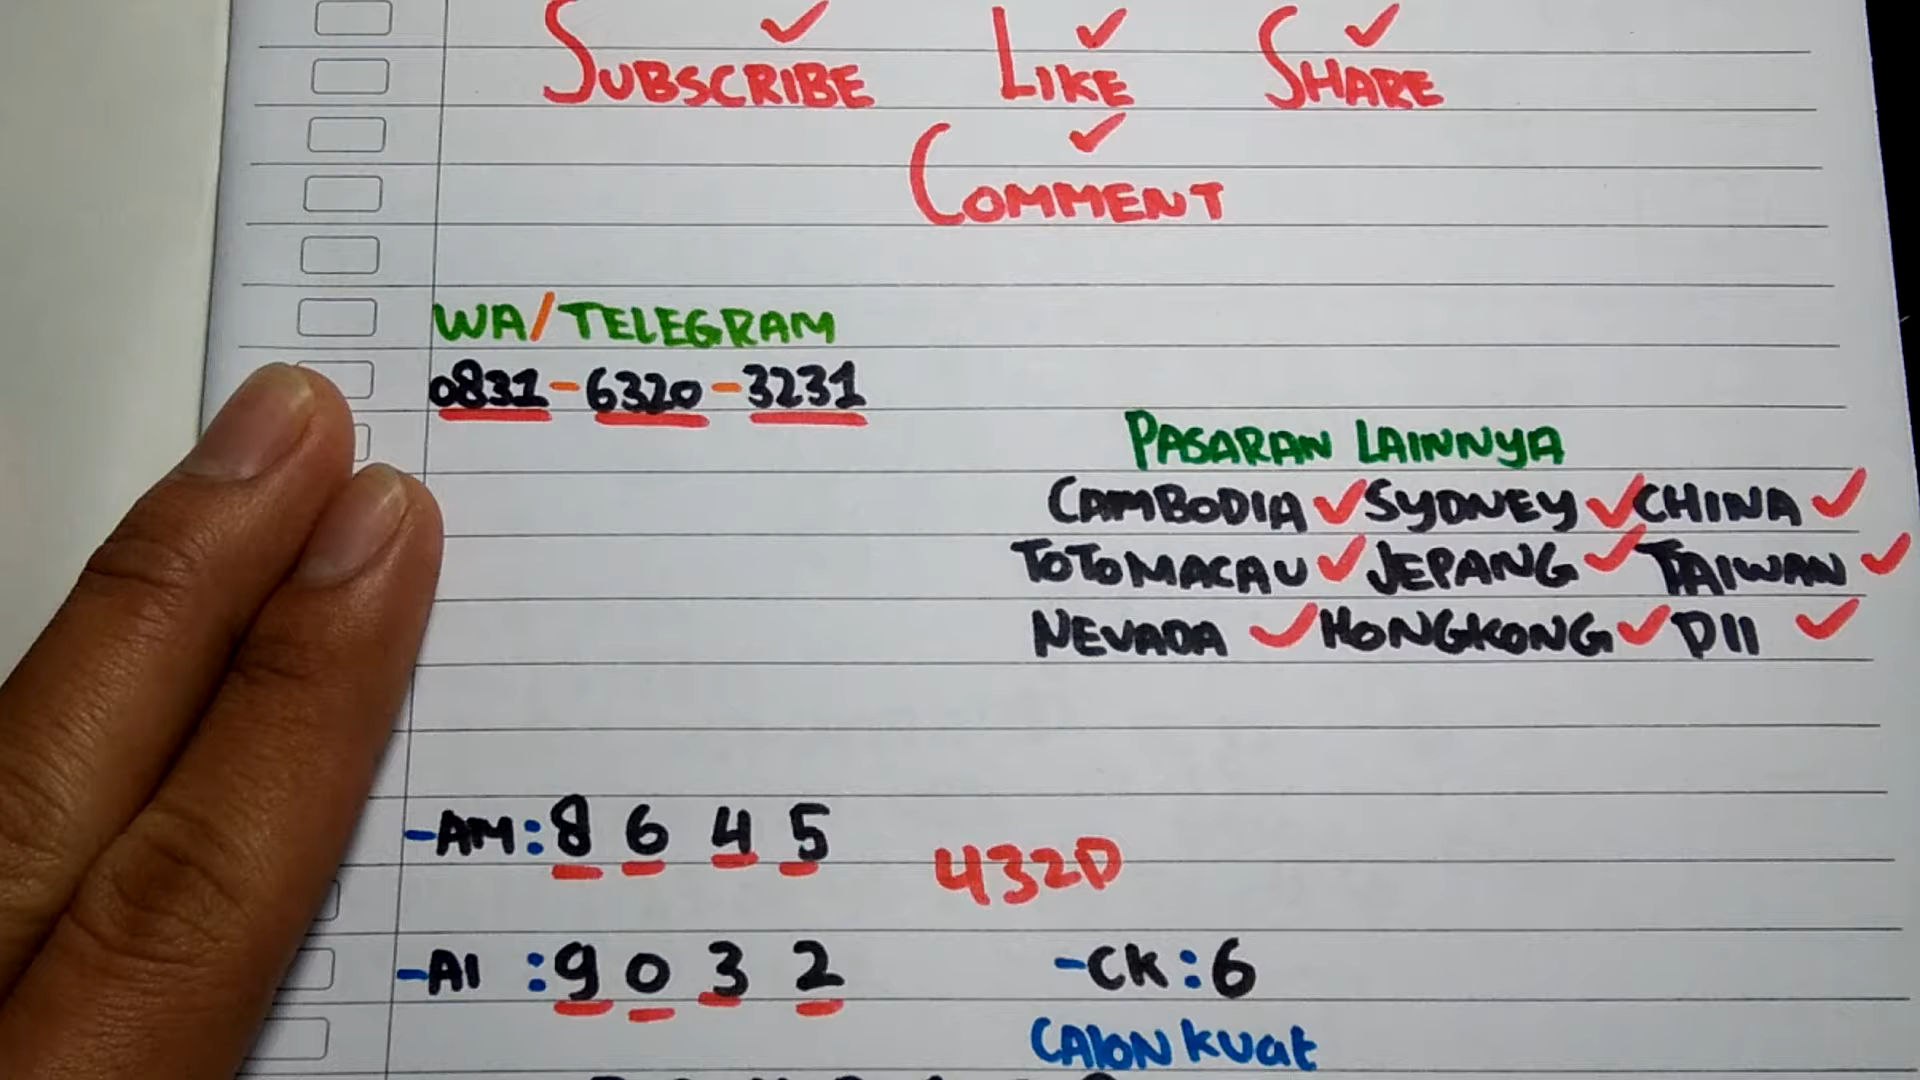 SUBSCRIBE LIKE SHARE
COMMENT
WA/TELEGRAM
0831-6320-3231
PASARAN LAINNYA
CAMBODIA SYDNEY CHINA
TOTOMACAU JEPANG TAIWAN
NEVADA HONGKONG Dll
-AM: 8 6 4 5
432D
-AI : 9 0 3 2
-CK: 6
CALON KUAT